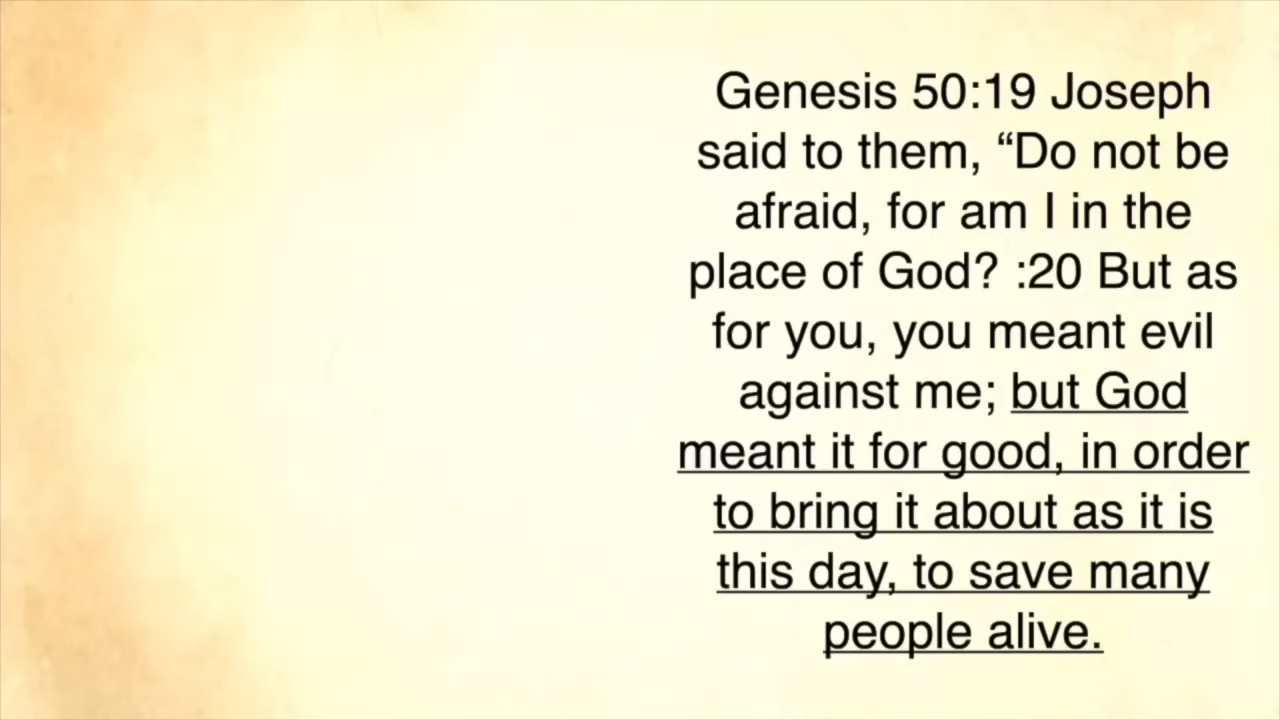 Genesis 50:19 Joseph
said to them, “Do not be
afraid, for am I in the
place of God? :20 But as
for you, you meant evil
against me; but God
meant it for good, in order
to bring it about as it is
this day, to save many
people alive.